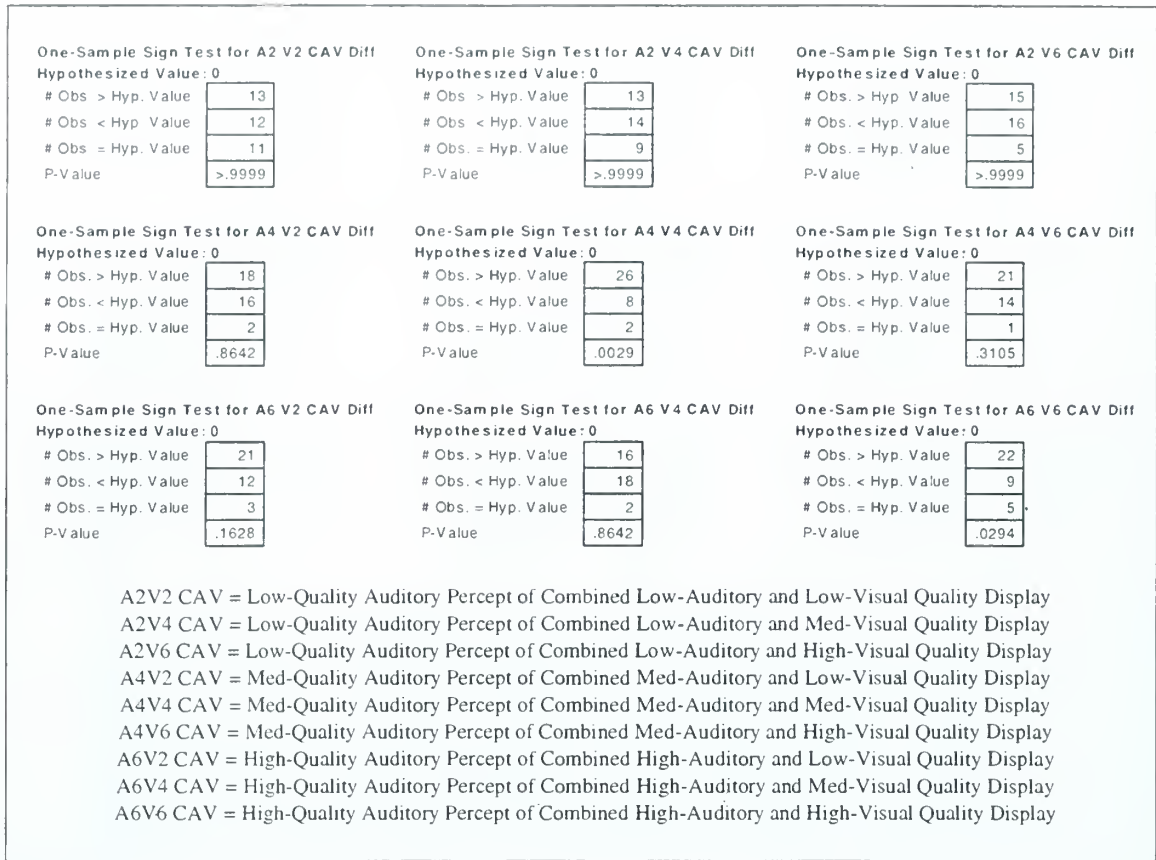 One-Sample Sign Test for A2 V2 CAV Diff
Hypothesized Value: 0
# Obs > Hyp. Value 13
# Obs < Hyp Value 12
# Obs = Hyp. Value 11
P-Value >.9999
One-Sample Sign Test for A2 V4 CAV Diff
Hypothesized Value: 0
# Obs > Hyp. Value 13
# Obs < Hyp. Value 14
# Obs = Hyp. Value 9
P-Value >.9999
One-Sample Sign Test for A2 V6 CAV Diff
Hypothesized Value: 0
# Obs. > Hyp Value 15
# Obs. < Hyp. Value 16
# Obs. = Hyp. Value 5
P-Value >.9999
One-Sample Sign Test for A4 V2 CAV Diff
Hypothesized Value: 0
# Obs. > Hyp. Value 18
# Obs. < Hyp. Value 16
# Obs. = Hyp. Value 2
P-Value .8642
One-Sample Sign Test for A4 V4 CAV Diff
Hypothesized Value: 0
# Obs. > Hyp. Value 26
# Obs. < Hyp. Value 8
# Obs. = Hyp. Value 2
P-Value .0029
One-Sample Sign Test for A4 V6 CAV Diff
Hypothesized Value: 0
# Obs. > Hyp. Value 21
# Obs. < Hyp. Value 14
# Obs. = Hyp. Value 1
P-Value .3105
One-Sample Sign Test for A6 V2 CAV Diff
Hypothesized Value: 0
# Obs. > Hyp. Value 21
# Obs. < Hyp. Value 12
# Obs. = Hyp. Value 3
P-Value .1628
One-Sample Sign Test for A6 V4 CAV Diff
Hypothesized Value: 0
# Obs. > Hyp. Value 16
# Obs. < Hyp. Value 18
# Obs. = Hyp. Value 2
P-Value .8642
One-Sample Sign Test for A6 V6 CAV Diff
Hypothesized Value: 0
# Obs. > Hyp. Value 22
# Obs. < Hyp. Value 9
# Obs. = Hyp. Value 5
P-Value .0294
A2V2 CAV = Low-Quality Auditory Percept of Combined Low-Auditory and Low-Visual Quality Display
A2V4 CAV = Low-Quality Auditory Percept of Combined Low-Auditory and Med-Visual Quality Display
A2V6 CAV = Low-Quality Auditory Percept of Combined Low-Auditory and High-Visual Quality Display
A4V2 CAV = Med-Quality Auditory Percept of Combined Med-Auditory and Low-Visual Quality Display
A4V4 CAV = Med-Quality Auditory Percept of Combined Med-Auditory and Med-Visual Quality Display
A4V6 CAV = Med-Quality Auditory Percept of Combined Med-Auditory and High-Visual Quality Display
A6V2 CAV = High-Quality Auditory Percept of Combined High-Auditory and Low-Visual Quality Display
A6V4 CAV = High-Quality Auditory Percept of Combined High-Auditory and Med-Visual Quality Display
A6V6 CAV = High-Quality Auditory Percept of Combined High-Auditory and High-Visual Quality Display